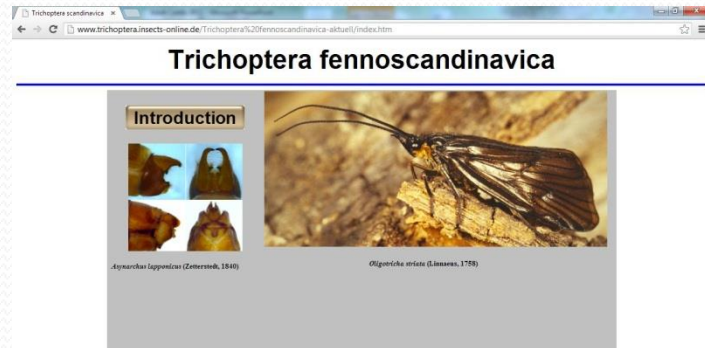 Trichoptera scandinavica
www.trichoptera.insects-online.de/Trichoptera%20fennoscandinavica-aktuell/index.htm
Trichoptera fennoscandinavica
Introduction
Asynarchus lapponicus (Zetterstedt, 1840)
Oligotricha striata (Linnaeus, 1758)